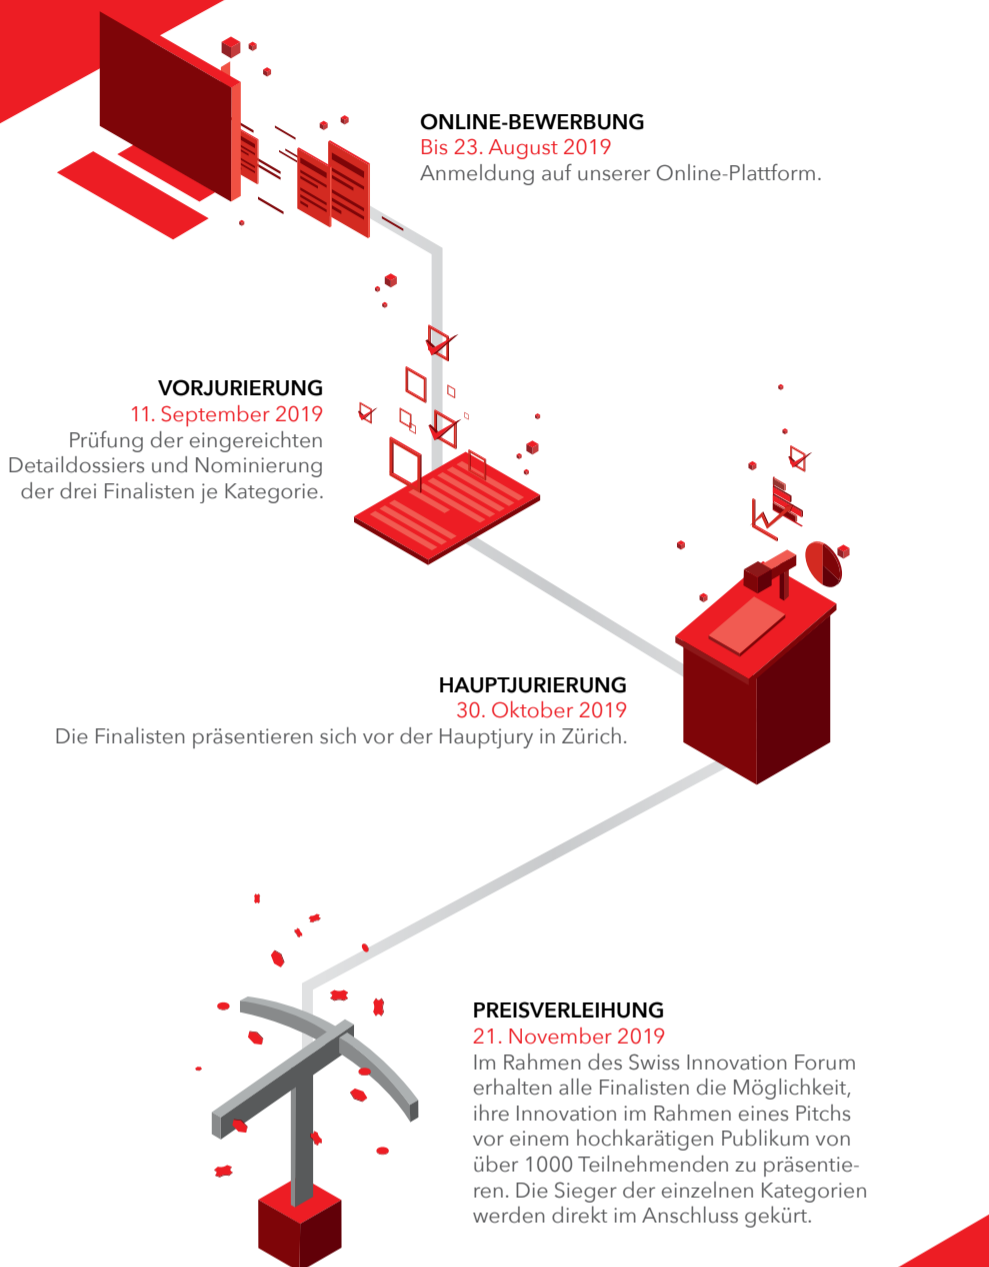 ONLINE-BEWERBUNG
Bis 23. August 2019
Anmeldung auf unserer Online-Plattform.
VORJURIERUNG
11. September 2019
Prüfung der eingereichten
Detaildossiers und Nominierung
der drei Finalisten je Kategorie.
HAUPTJURIERUNG
30. Oktober 2019
Die Finalisten präsentieren sich vor der Hauptjury in Zürich.
PREISVERLEIHUNG
21. November 2019
Im Rahmen des Swiss Innovation Forum
erhalten alle Finalisten die Möglichkeit,
ihre Innovation im Rahmen eines Pitchs
vor einem hochkarätigen Publikum von
über 1000 Teilnehmenden zu präsentie-
ren. Die Sieger der einzelnen Kategorien
werden direkt im Anschluss gekürt.